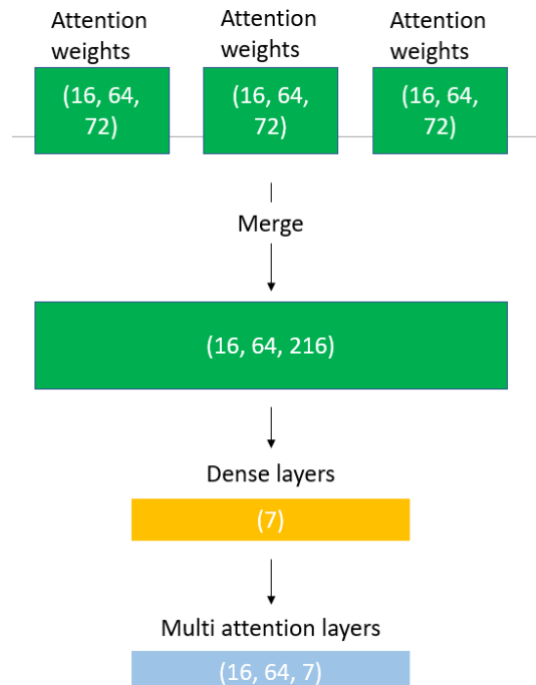 Attention weights
Attention weights
Attention weights
(16, 64, 72)
(16, 64, 72)
(16, 64, 72)
Merge
(16, 64, 216)
Dense layers
(7)
Multi attention layers
(16, 64, 7)